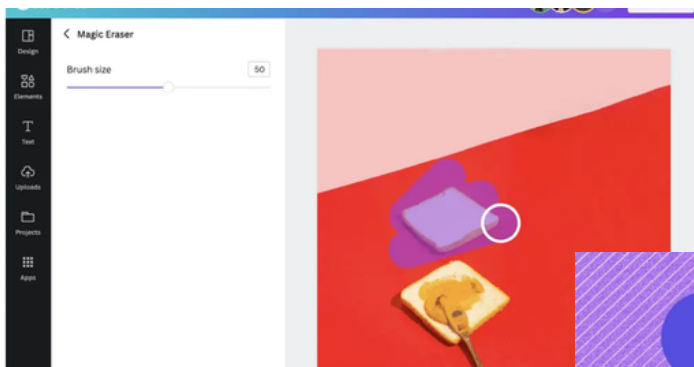 Magic Eraser
Brush size
50
Design
Elements
Text
Uploads
Projects
Apps